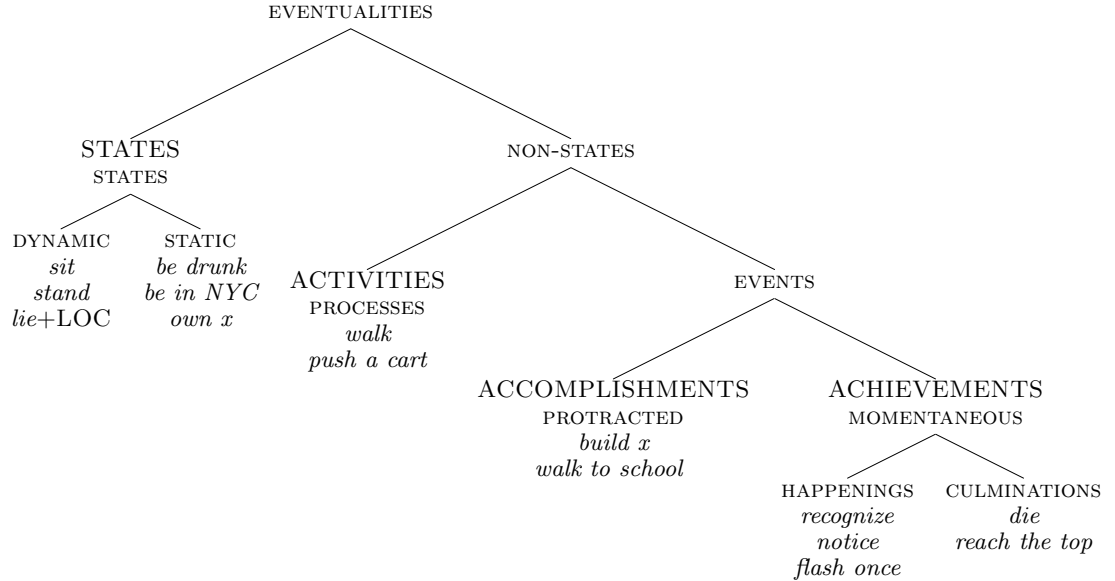 EVENTUALITIES
STATES
STATES
NON-STATES
DYNAMIC
sit
stand
lie+LOC
STATIC
be drunk
be in NYC
own x
ACTIVITIES
PROCESSES
walk
push a cart
EVENTS
ACCOMPLISHMENTS
PROTRACTED
build x
walk to school
ACHIEVEMENTS
MOMENTANEOUS
HAPPENINGS
recognize
notice
flash once
CULMINATIONS
die
reach the top